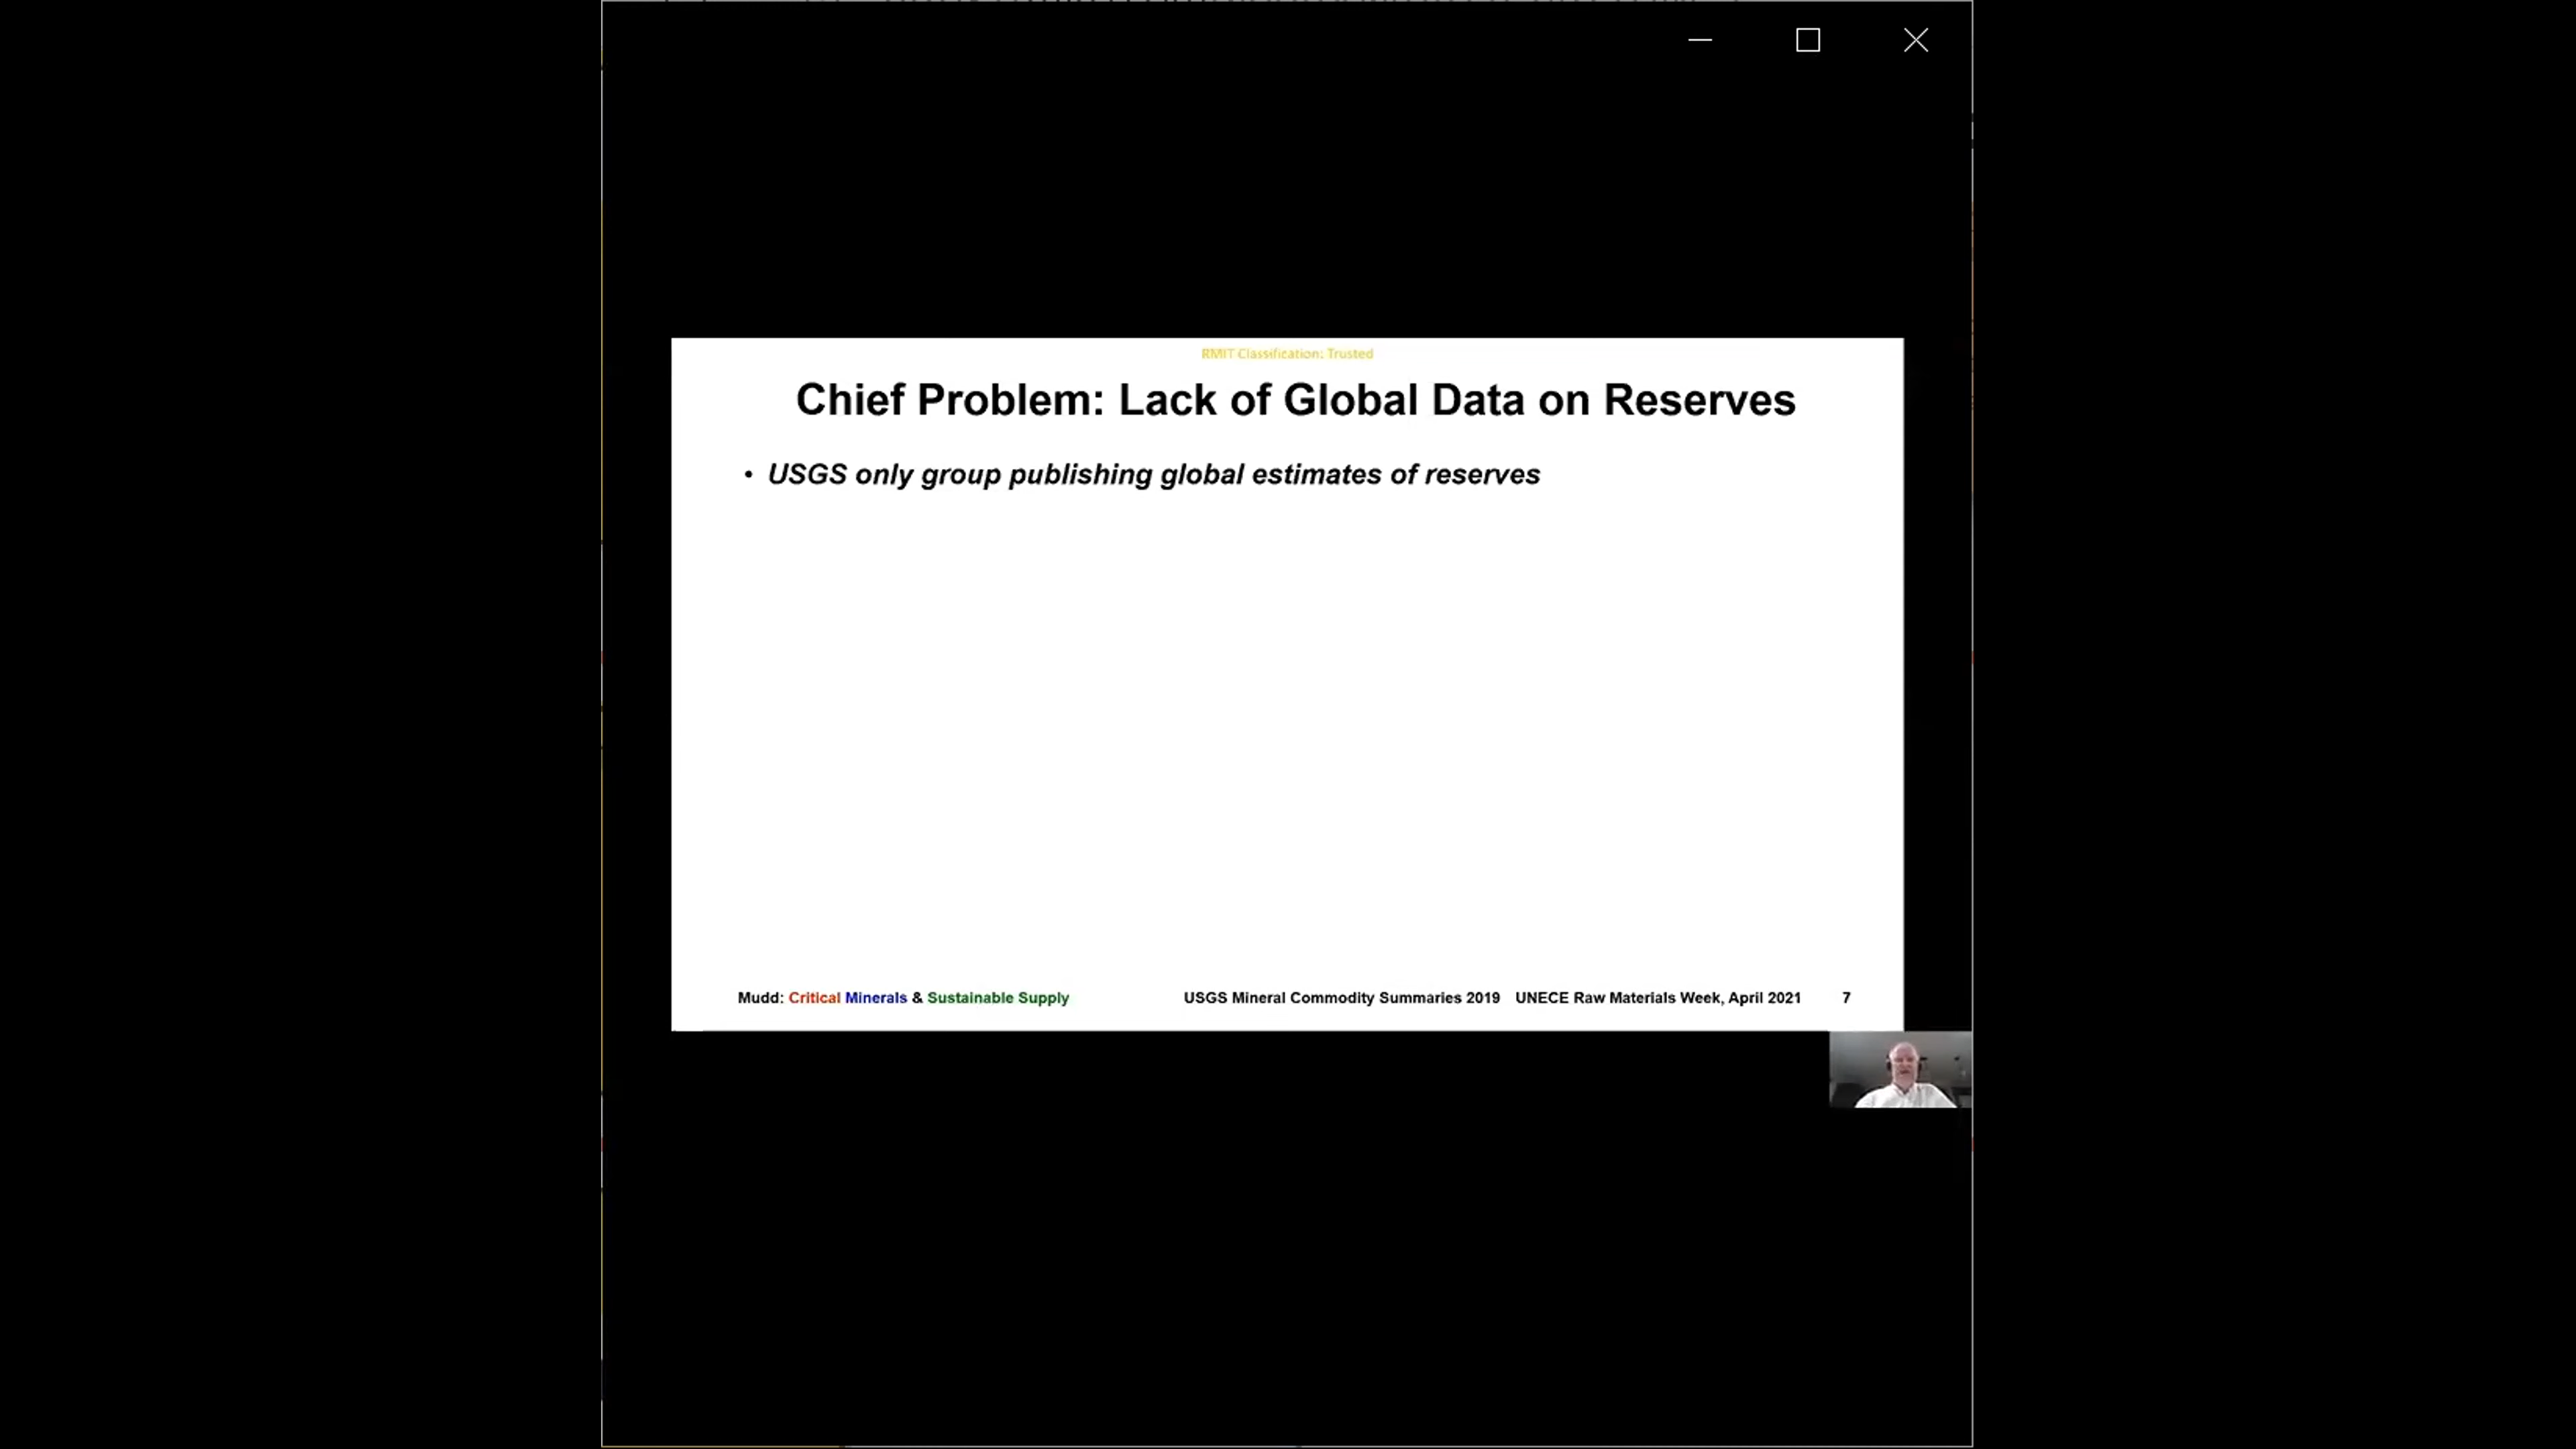 RMIT Classification: Trusted
Chief Problem: Lack of Global Data on Reserves
• USGS only group publishing global estimates of reserves
Mudd: Critical Minerals & Sustainable Supply USGS Mineral Commodity Summaries 2019 UNECE Raw Materials Week, April 2021 7